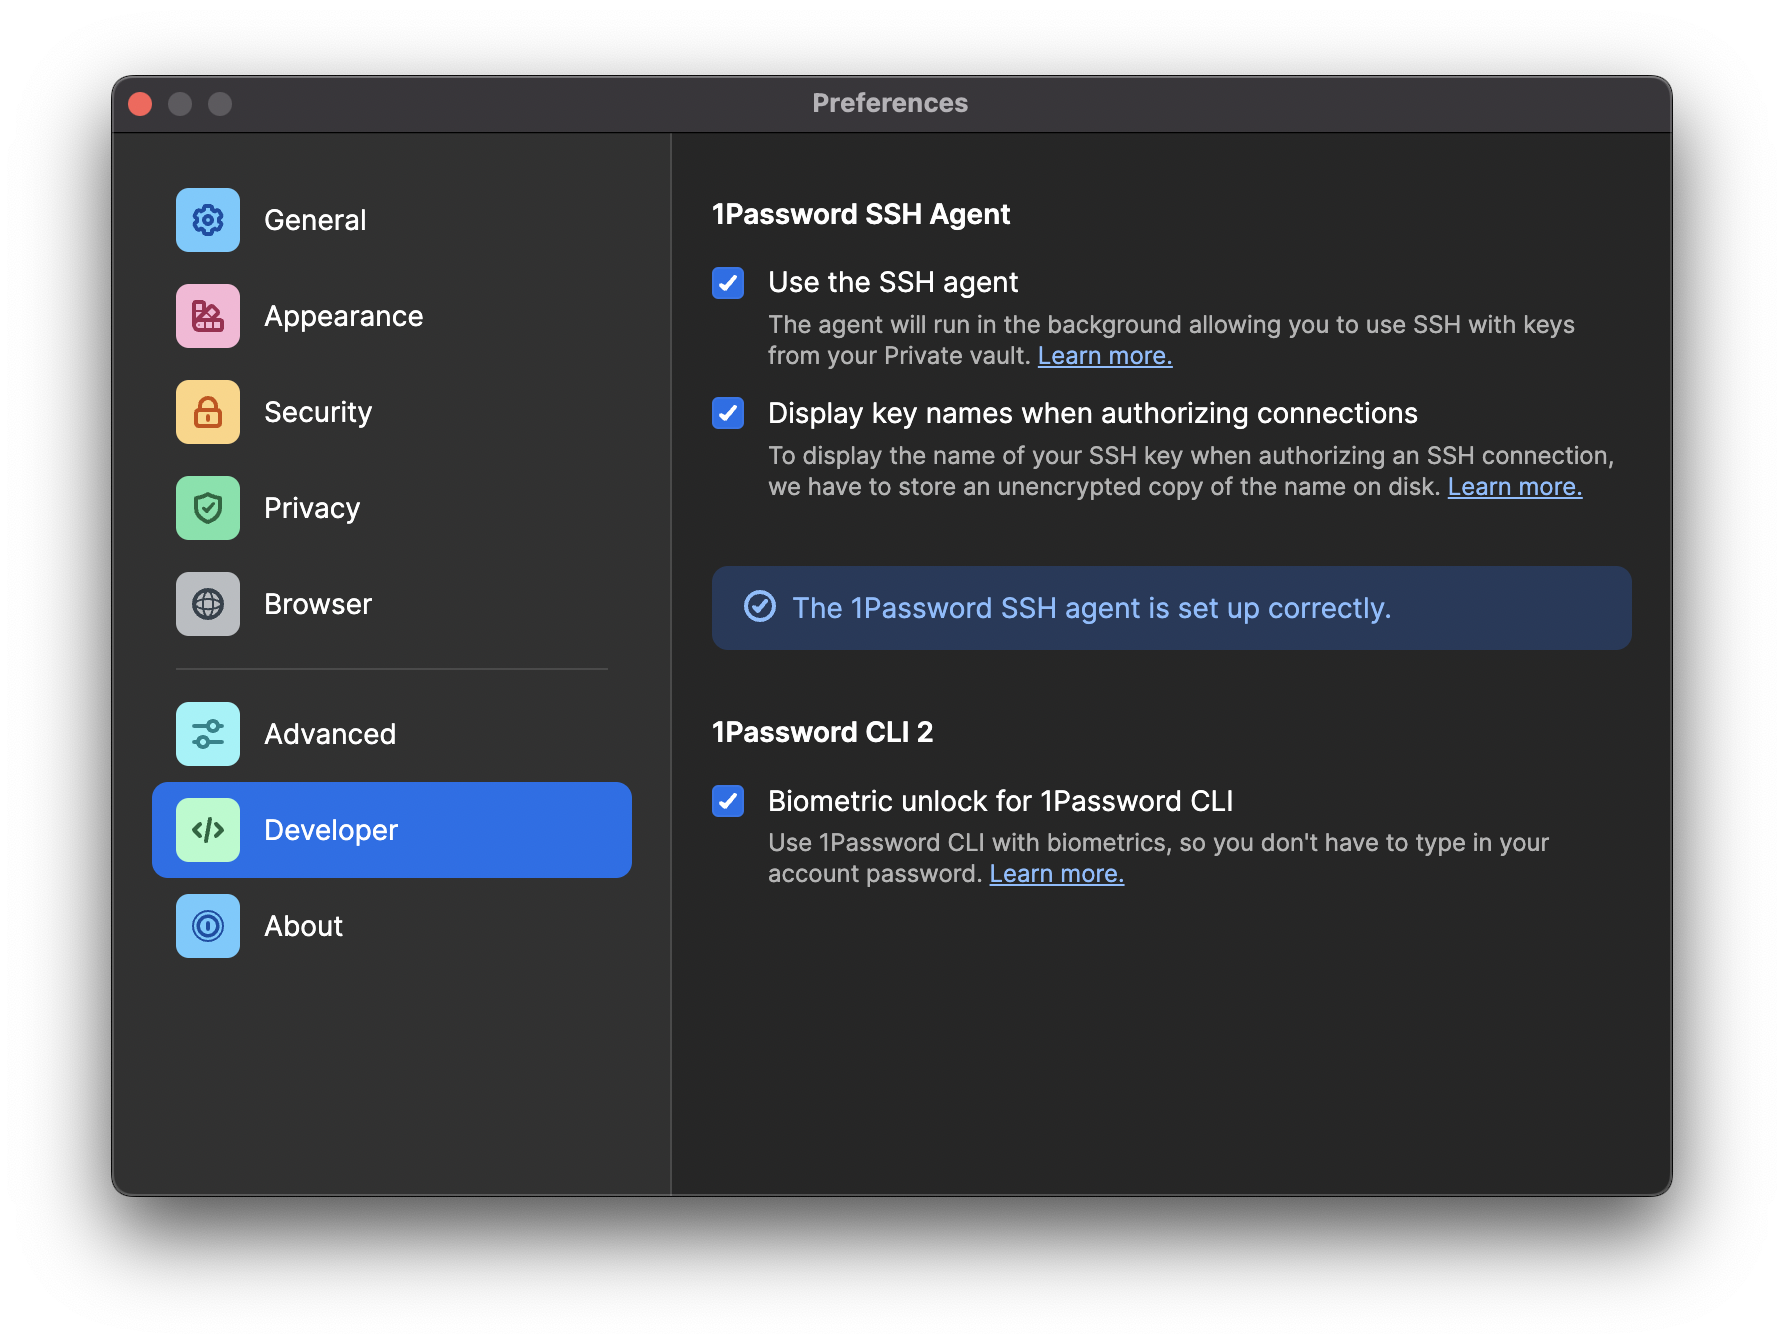 Preferences
General
Appearance
Security
Privacy
Browser
Advanced
Developer
About
1Password SSH Agent
Use the SSH agent
The agent will run in the background allowing you to use SSH with keys
from your Private vault. Learn more.
Display key names when authorizing connections
To display the name of your SSH key when authorizing an SSH connection,
we have to store an unencrypted copy of the name on disk. Learn more.
The 1Password SSH agent is set up correctly.
1Password CLI 2
Biometric unlock for 1Password CLI
Use 1Password CLI with biometrics, so you don't have to type in your
account password. Learn more.